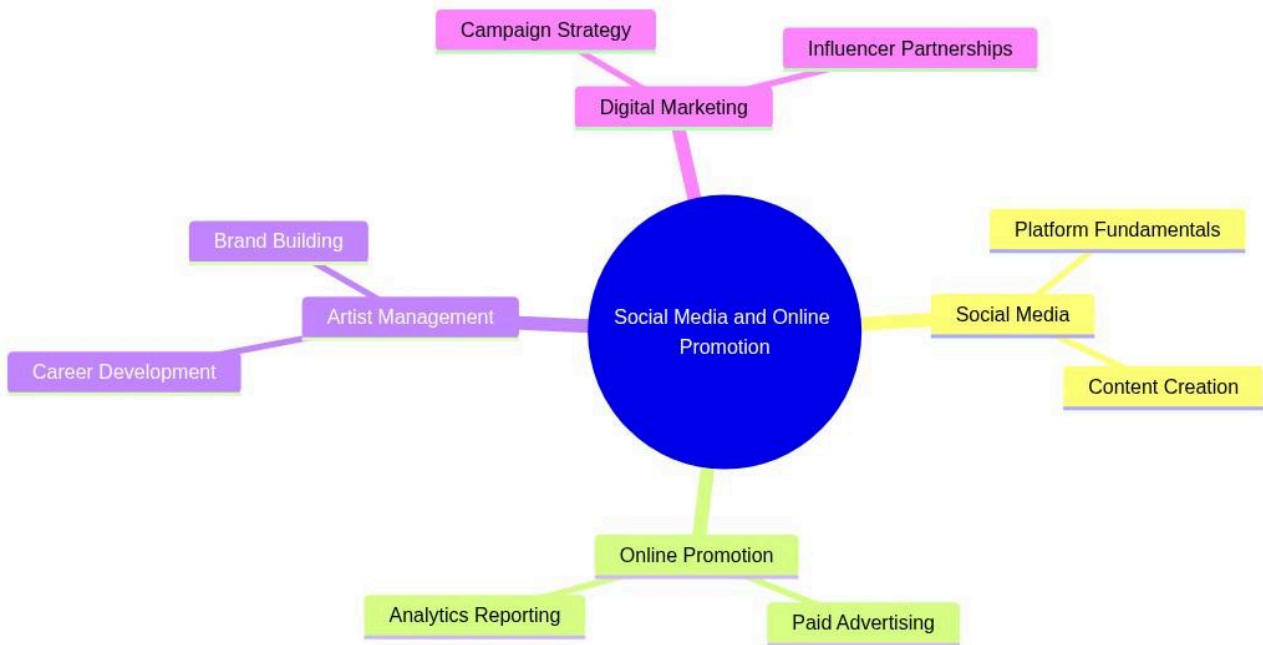 Campaign Strategy
Influencer Partnerships
Digital Marketing
Brand Building
Artist Management
Career Development
Social Media and Online
Promotion
Platform Fundamentals
Social Media
Content Creation
Online Promotion
Analytics Reporting
Paid Advertising